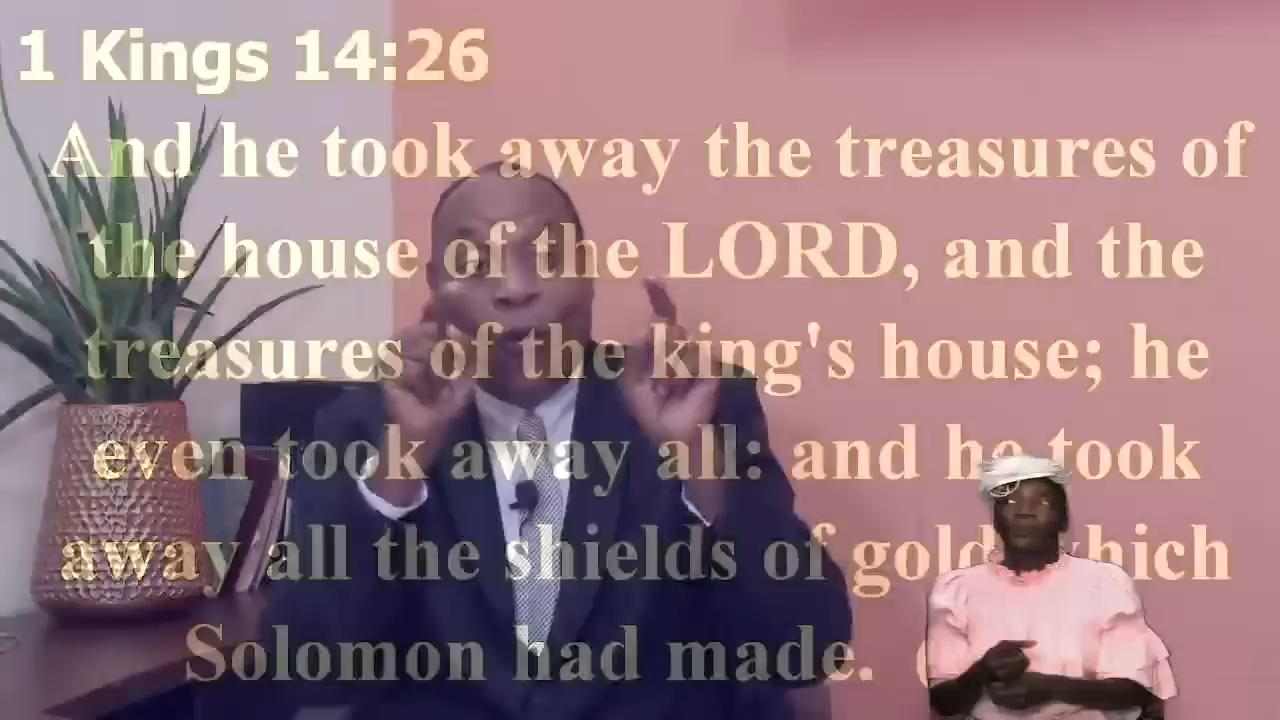 1 Kings 14:26
And he took away the treasures of
the house of the LORD, and the
treasures of the king's house; he
even took away all: and he took
away all the shields of gold which
Solomon had made.